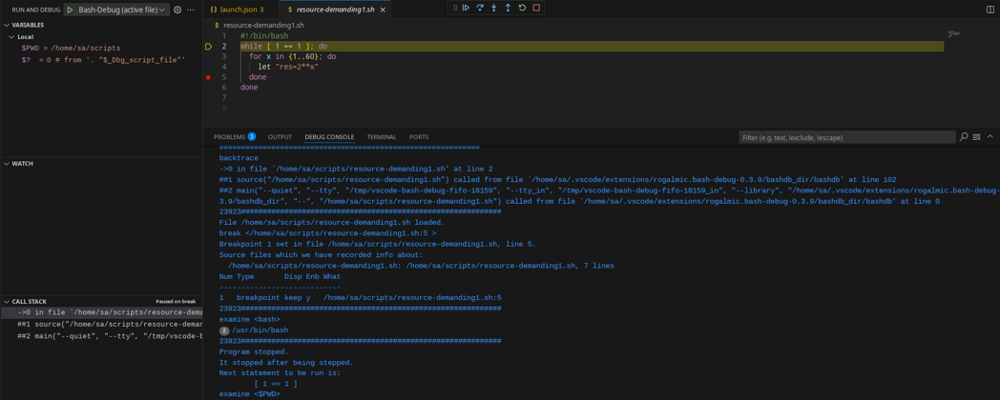 RUN AND DEBUG
Bash-Debug (active file)
{} launch.json 3
$ resource-demanding1.sh
VARIABLES
Local
$PWD = /home/sa/scripts
$? = 0 # from '. "$_Dbg_script_file"'
WATCH
CALL STACK
Paused on break
->0 in file `/home/sa/scripts/resource-dema
##1 source("/home/sa/scripts/resource-deman
##2 main("--quiet", "--tty", "/tmp/vscode-b
$ resource-demanding1.sh
1 #!/bin/bash
2 while [ 1 == 1 ]; do
3 for x in {1..60}; do
4 let "res=2**x"
5 done
6 done
7
8
PROBLEMS 3
OUTPUT
DEBUG CONSOLE
TERMINAL
PORTS
Filter (e.g. text, !exclude, \escape)
############################################################
backtrace
->0 in file `/home/sa/scripts/resource-demanding1.sh' at line 2
##1 source("/home/sa/scripts/resource-demanding1.sh") called from file `/home/sa/.vscode/extensions/rogalmic.bash-debug-0.3.9/bashdb_dir/bashdb' at line 102
##2 main("--quiet", "--tty", "/tmp/vscode-bash-debug-fifo-18159", "--tty_in", "/tmp/vscode-bash-debug-fifo-18159_in", "--library", "/home/sa/.vscode/extensions/rogalmic.bash-debug-
3.9/bashdb_dir", "--", "/home/sa/scripts/resource-demanding1.sh") called from file `/home/sa/.vscode/extensions/rogalmic.bash-debug-0.3.9/bashdb_dir/bashdb' at line 0
23923############################################################
File /home/sa/scripts/resource-demanding1.sh loaded.
break </home/sa/scripts/resource-demanding1.sh:5 >
Breakpoint 1 set in file /home/sa/scripts/resource-demanding1.sh, line 5.
Source files which we have recorded info about:
/home/sa/scripts/resource-demanding1.sh: /home/sa/scripts/resource-demanding1.sh, 7 lines
Num Type       Disp Enb What
----------------------------
1   breakpoint keep y   /home/sa/scripts/resource-demanding1.sh:5
23923############################################################
examine <bash>
2 /usr/bin/bash
23923############################################################
Program stopped.
It stopped after being stepped.
Next statement to be run is:
[ 1 == 1 ]
examine <$PWD>